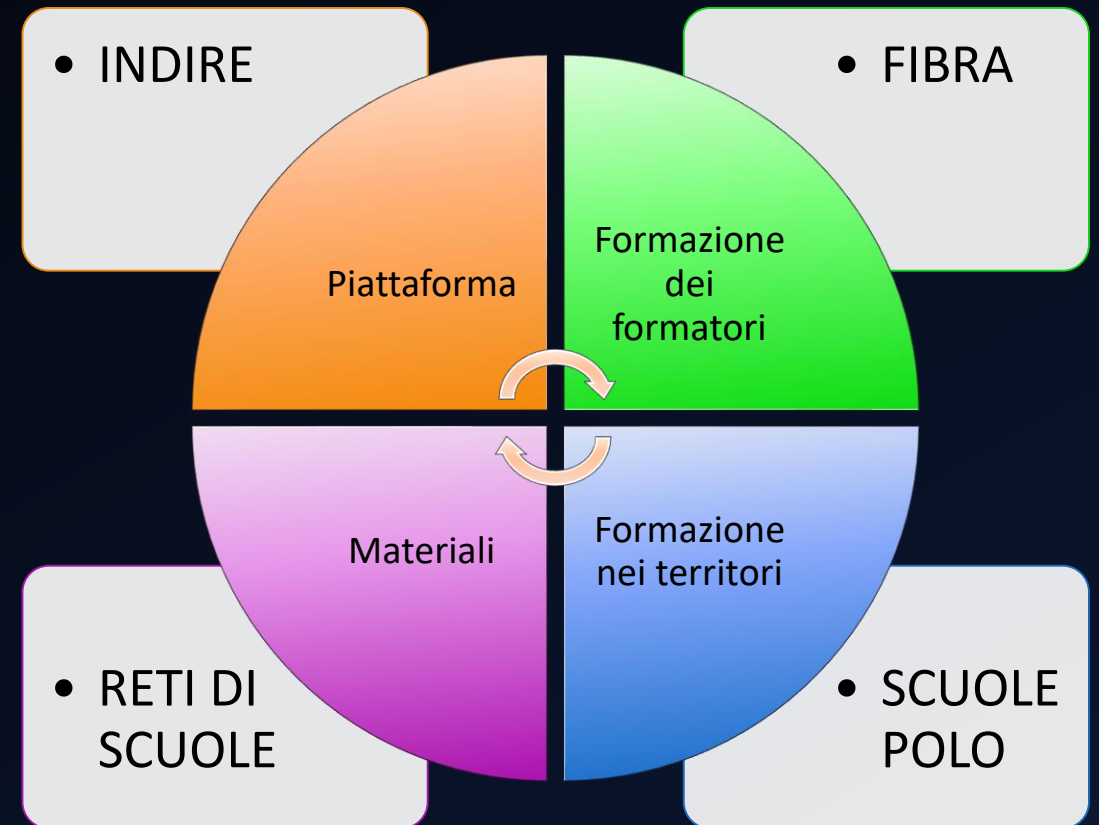 • INDIRE
• FIBRA
Piattaforma
Formazione
dei
formatori
Materiali
Formazione
nei territori
• RETI DI
SCUOLE
• SCUOLE
POLO